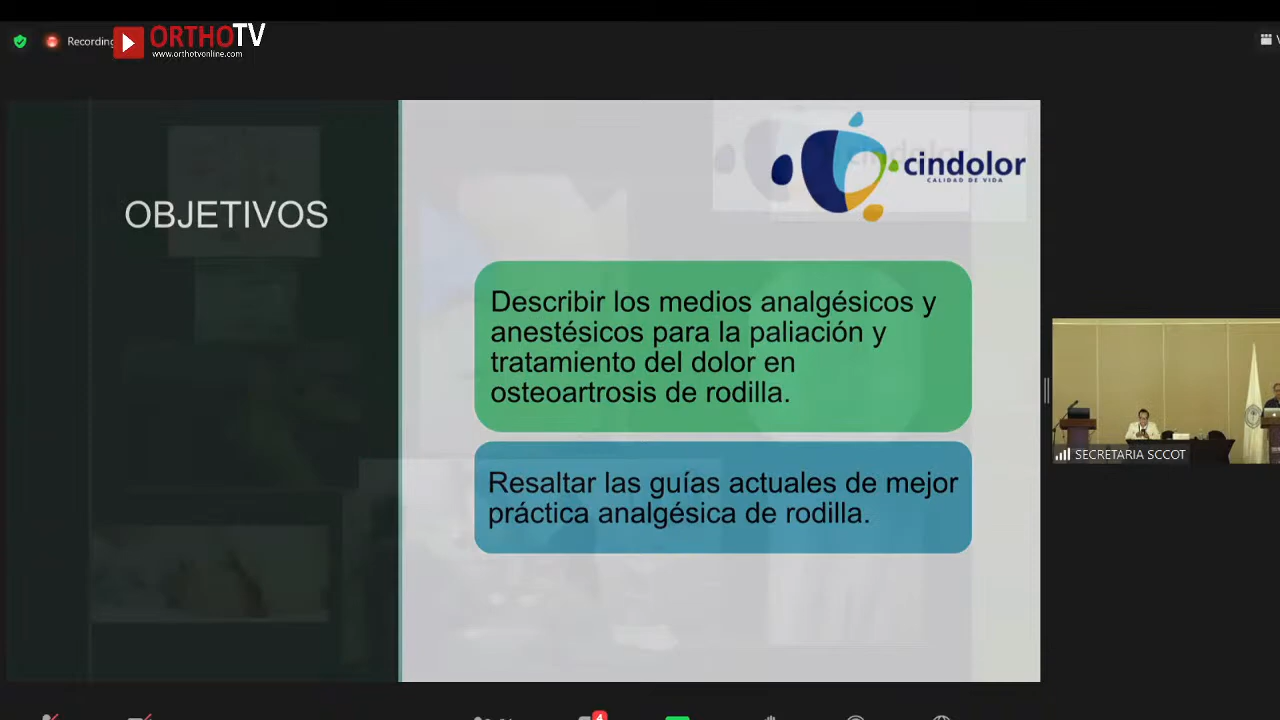 Recording
ORTHOTV
www.orthotvonline.com
cindolor
CALIDAD DE VIDA
OBJETIVOS
Describir los medios analgésicos y
anestésicos para la paliación y
tratamiento del dolor en
osteoartrosis de rodilla.
Resaltar las guías actuales de mejor
práctica analgésica de rodilla.
SECRETARIA SCCOT
4